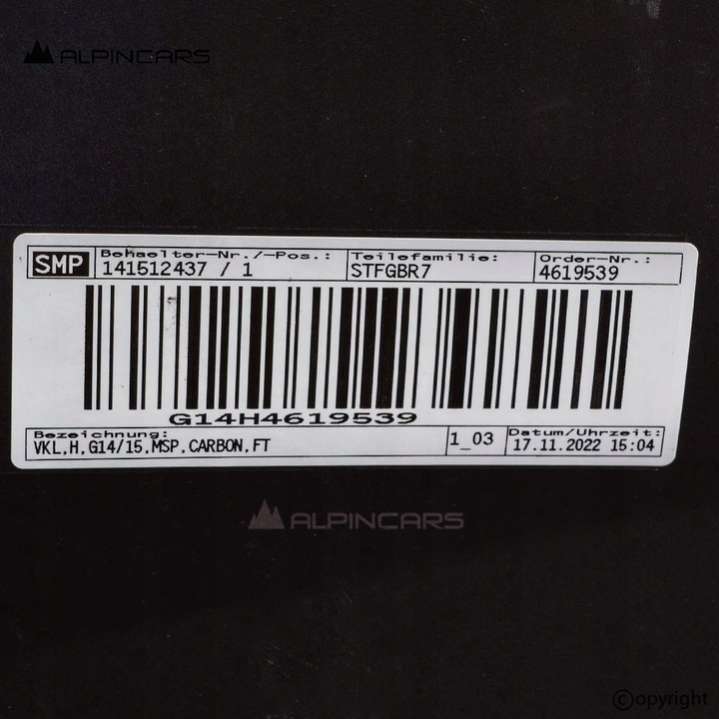 ALPINCARS
SMP Behaelter-Nr./-Pos.: Teilefamilie: Order-Nr.:
141512437 / 1 STFGBR7 4619539
G14H4619539
Bezeichnung: 1_03 Datum/Uhrzeit:
VKL.H.G14/15.MSP.CARBON.FT 17.11.2022 15:04
ALPINCARS
©opyright